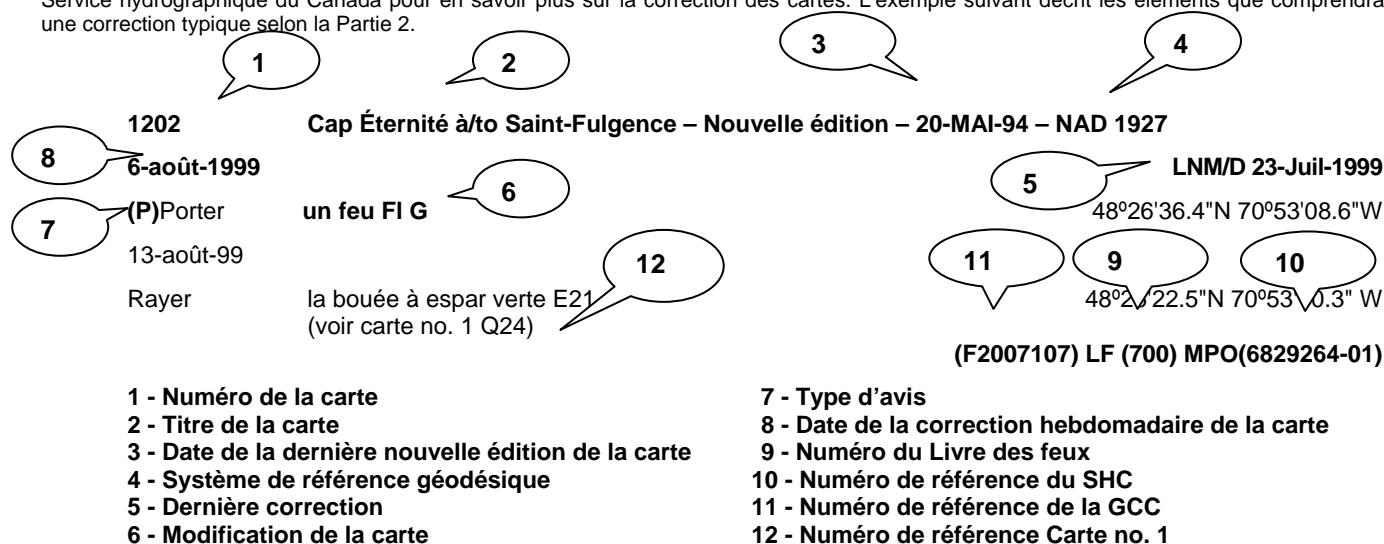 Service hydrographique du Canada pour en savoir plus sur la correction des cartes. L'exemple suivant décrit les éléments que comprendra
une correction typique selon la Partie 2.
1 2 3 4
1202 Cap Éternité à/to Saint-Fulgence – Nouvelle édition – 20-MAI-94 – NAD 1927
8 6-août-1999 5 LNM/D 23-Juil-1999
7 (P)Porter un feu Fl G 6 48º26'36.4"N 70º53'08.6"W
13-août-99 12 11 9 10
Rayer la bouée à espar verte E21 70º53
(voir carte no. 1 Q24)
(F2007107) LF (700) MPO(6829264-01)
1 - Numéro de la carte 7 - Type d'avis
2 - Titre de la carte 8 - Date de la correction hebdomadaire de la carte
3 - Date de la dernière nouvelle édition de la carte 9 - Numéro du Livre des feux
4 - Système de référence géodésique 10 - Numéro de référence du SHC
5 - Dernière correction 11 - Numéro de référence de la GCC
6 - Modification de la carte 12 - Numéro de référence Carte no. 1